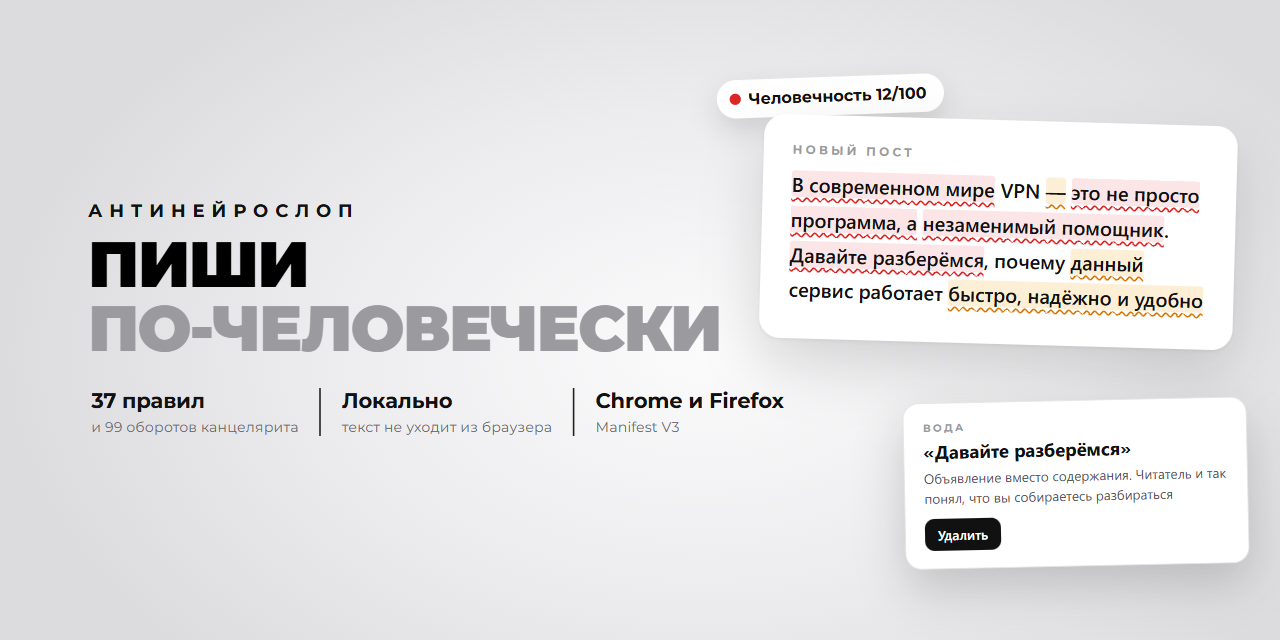 АНТИНЕЙРОСЛОП
ПИШИ
ПО-ЧЕЛОВЕЧЕСКИ
37 правил
и 99 оборотов канцелярита
Локально
текст не уходит из браузера
Chrome и Firefox
Manifest V3
Человечность 12/100
НОВЫЙ ПОСТ
В современном мире VPN — это не просто
программа, а незаменимый помощник.
Давайте разберёмся, почему данный
сервис работает быстро, надёжно и удобно
ВОДА
«Давайте разберёмся»
Объявление вместо содержания. Читатель и так
понял, что вы собираетесь разбираться
Удалить